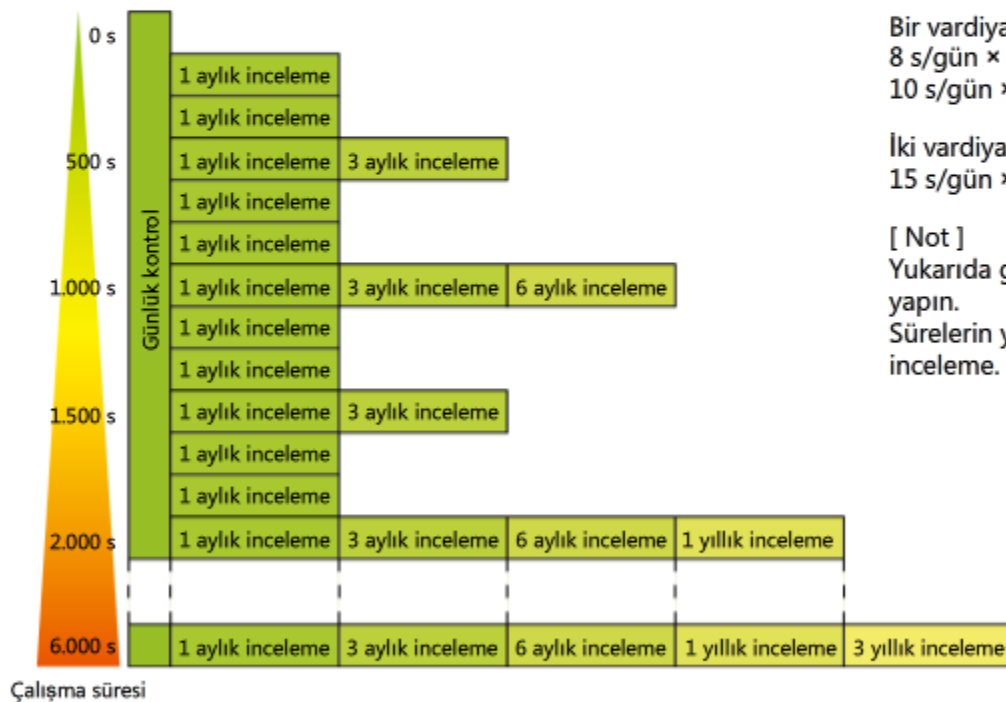 0 s
1 aylık inceleme
1 aylık inceleme
500 s 1 aylık inceleme 3 aylık inceleme
1 aylık inceleme
1 aylık inceleme
1.000 s 1 aylık inceleme 3 aylık inceleme 6 aylık inceleme
1 aylık inceleme
1 aylık inceleme
1.500 s 1 aylık inceleme 3 aylık inceleme
1 aylık inceleme
1 aylık inceleme
2.000 s 1 aylık inceleme 3 aylık inceleme 6 aylık inceleme 1 yıllık inceleme
6.000 s 1 aylık inceleme 3 aylık inceleme 6 aylık inceleme 1 yıllık inceleme 3 yıllık inceleme
Günlük kontrol
Çalışma süresi
Bir vardiya
8 s/gün ×
10 s/gün ×
İki vardiya
15 s/gün ×
[ Not ]
Yukarıda
yapın.
Sürelerin
inceleme.